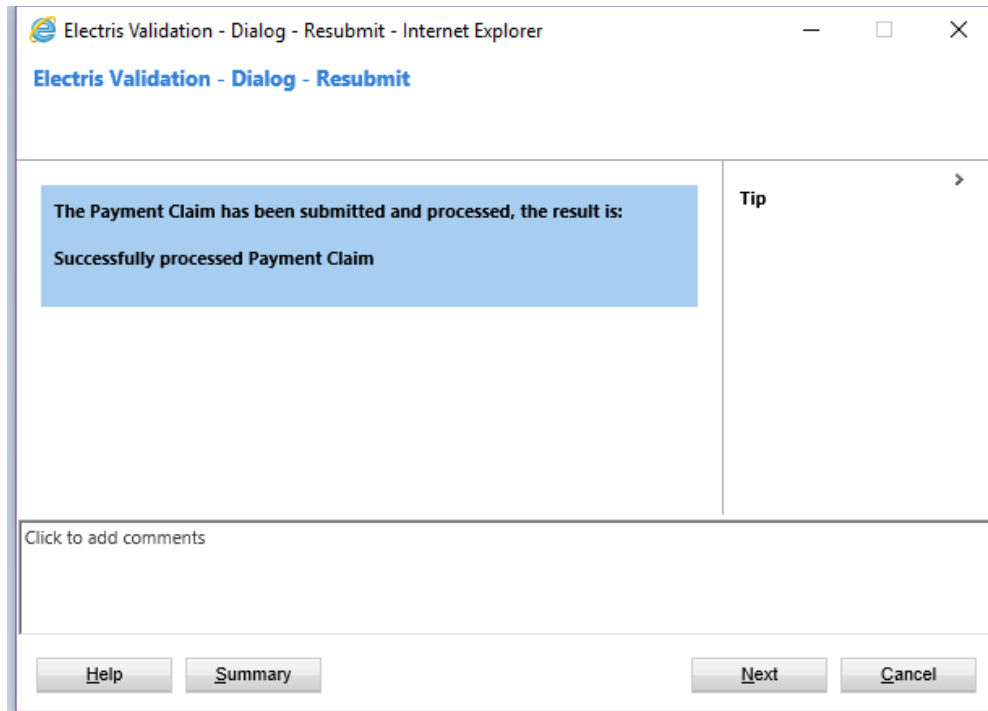 Electris Validation - Dialog - Resubmit - Internet Explorer
Electris Validation - Dialog - Resubmit
The Payment Claim has been submitted and processed, the result is:
Successfully processed Payment Claim
Tip
Click to add comments
Help
Summary
Next
Cancel